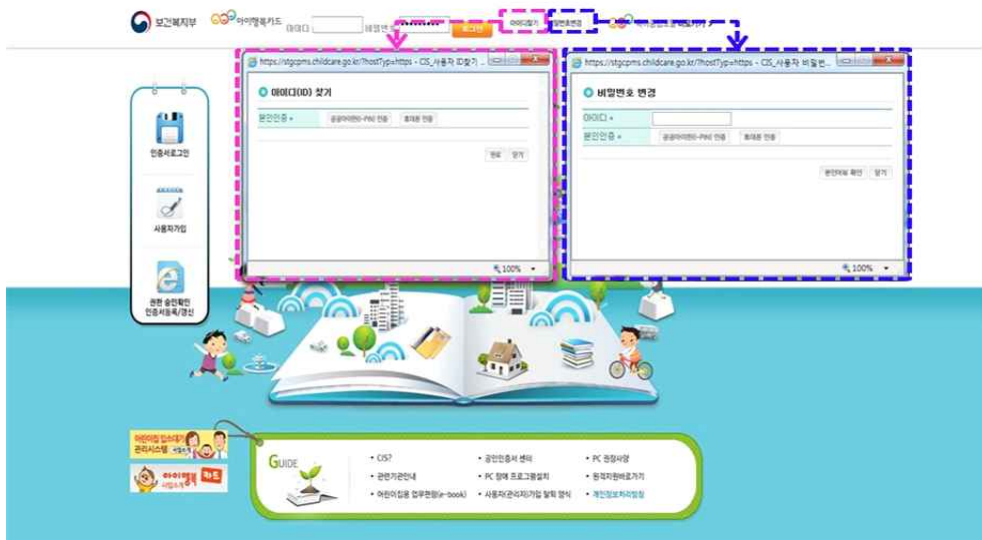 보건복지부
아이행복카드
아이디
비밀번호
로그인
아이디찾기
비밀번호변경
https://stgcpms.childcare.go.kr/?hostTyp=https - CIS_사용자 ID찾기 ...
아이디(ID) 찾기
본인인증
공공아이핀(I-PIN) 인증
휴대폰 인증
완료
닫기
100%
https://stgcpms.childcare.go.kr/?hostTyp=https - CIS_사용자 비밀번...
비밀번호 변경
아이디
본인인증
공공아이핀(I-PIN) 인증
휴대폰 인증
본인여부 확인
닫기
100%
인증서로그인
사용자가입
권한 승인확인
인증서등록/갱신
어린이집 입소대기
관리시스템
아이행복 카드
사업소개
GUIDE
• CIS?
• 관련기관안내
• 어린이집용 업무편람(e-book)
• 공인인증서 센터
• PC 장애 프로그램설치
• 사용자(관리자)가입 탈퇴 양식
• PC 권장사양
• 원격지원바로가기
• 개인정보처리방침